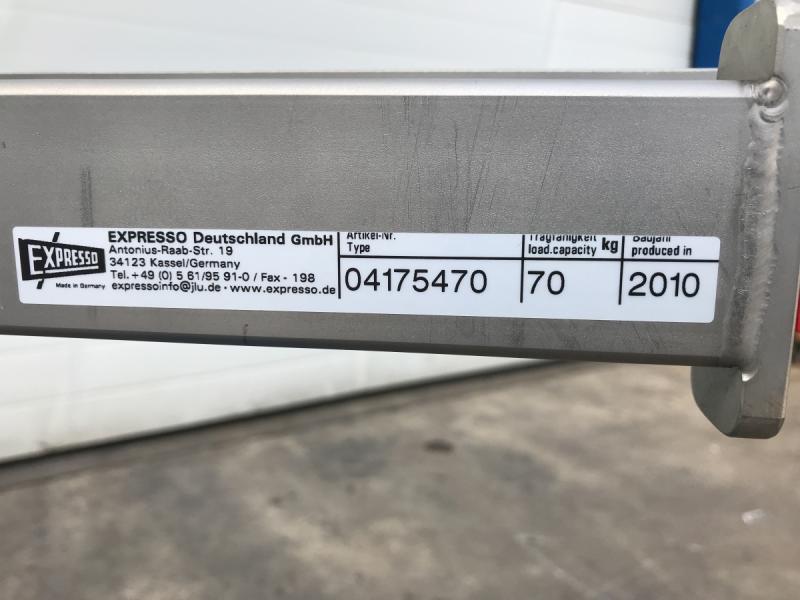 EXPRESSO
Made in Germany
EXPRESSO Deutschland GmbH
Antonius-Raab-Str. 19
34123 Kassel/Germany
Tel. +49 (0) 5 61/95 91-0 / Fax - 198
expressoinfo@jlu.de · www.expresso.de
Artikel-Nr.
Type
04175470
Tragfähigkeit
load.capacity kg
70
Baujahr
produced in
2010